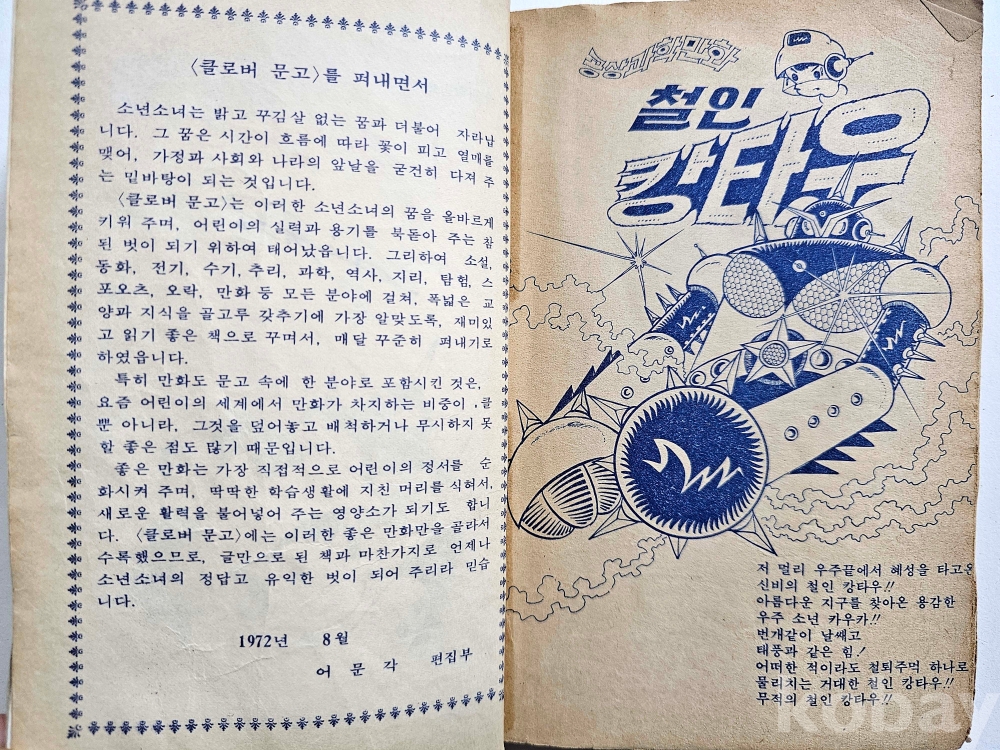 〈클로버 문고〉를 펴내면서
소년소녀는 밝고 꾸김살 없는 꿈과 더불어 자라납
니다. 그 꿈은 시간이 흐름에 따라 꽃이 피고 열매를
맺어, 가정과 사회와 나라의 앞날을 굳건히 다져 주
는 밑바탕이 되는 것입니다.
〈클로버 문고〉는 이러한 소년소녀의 꿈을 올바르게
키워 주며, 어린이의 실력과 용기를 북돋아 주는 참
된 벗이 되기 위하여 태어났읍니다. 그리하여 소설,
동화, 전기, 수기, 추리, 과학, 역사, 지리, 탐험, 스
포오츠, 오락, 만화 등 모든 분야에 걸쳐, 폭넓은 교
양과 지식을 골고루 갖추기에 가장 알맞도록, 재미있
고 읽기 좋은 책으로 꾸며서, 매달 꾸준히 펴내기로
하였읍니다.
특히 만화도 문고 속에 한 분야로 포함시킨 것은,
요즘 어린이의 세계에서 만화가 차지하는 비중이 클
뿐 아니라, 그것을 덮어놓고 배척하거나 무시하지 못
할 좋은 점도 많기 때문입니다.
좋은 만화는 가장 직접적으로 어린이의 정서를 순
화시켜 주며, 딱딱한 학습생활에 지친 머리를 식혀서,
새로운 활력을 불어넣어 주는 영양소가 되기도 합니
다. 〈클로버 문고〉에는 이러한 좋은 만화만을 골라서
수록했으므로, 글만으로 된 책과 마찬가지로 언제나
소년소녀의 정답고 유익한 벗이 되어 주리라 믿습
니다.
1972년 8월
어문각 편집부
공상과학만화
철인
캉타우
저 멀리 우주끝에서 혜성을 타고온
신비의 철인 캉타우!!
아름다운 지구를 찾아온 용감한
우주 소년 카우카!!
번개같이 날쌔고
태풍과 같은 힘!
어떠한 적이라도 철퇴주먹 하나로
물리치는 거대한 철인 캉타우!!
무적의 철인 캉타우!!
kobay